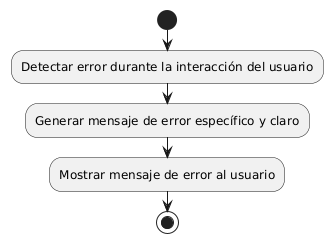 Detectar error durante la interacción del usuario
Generar mensaje de error específico y claro
Mostrar mensaje de error al usuario